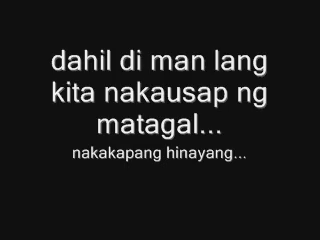 dahil di man lang
kita nakausap ng
matagal...
nakakapang hinayang...